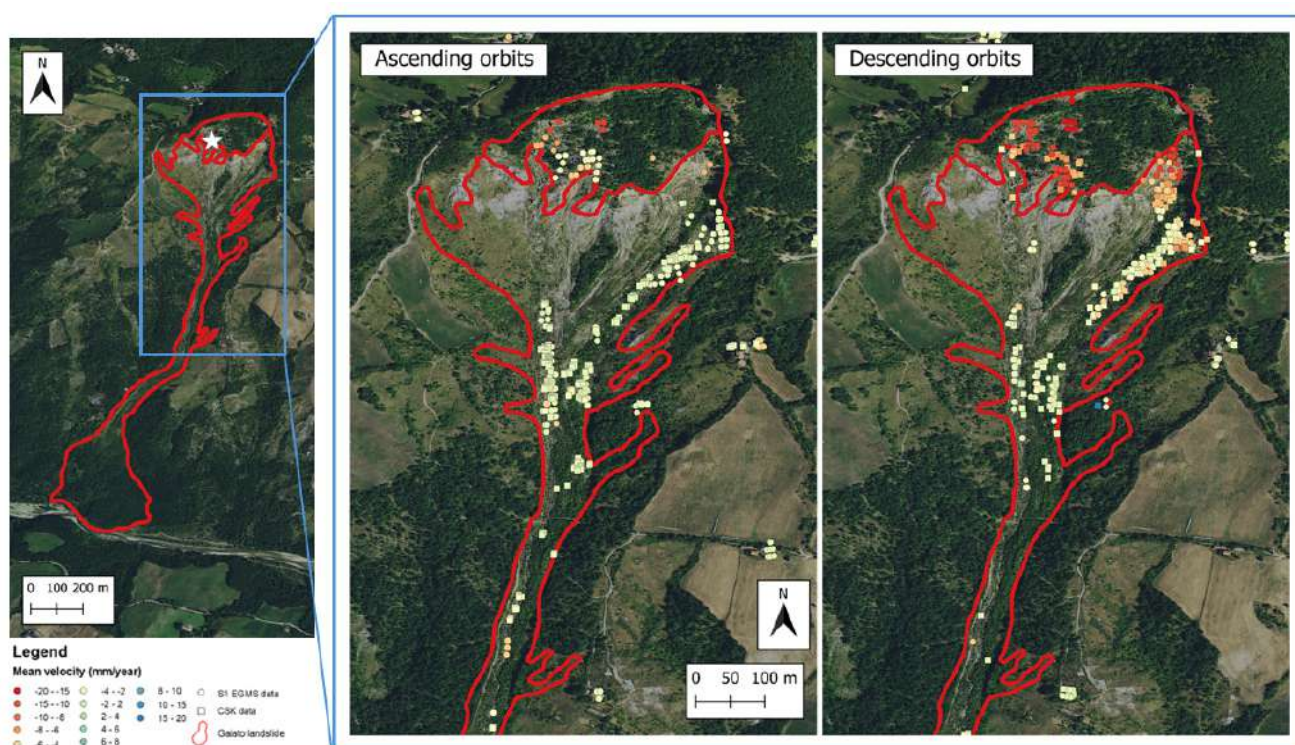 N
Ascending orbits
Descending orbits
N
0 100 200 m
0 50 100 m
Legend
Mean velocity (mm/year)
-20 - -15
-15 - -10
-10 - -8
-8 - -6
-6 - -4
-4 - -2
-2 - 2
2 - 4
4 - 6
6 - 8
8 - 10
10 - 15
15 - 20
S1 EGMS data
CSK data
Gaiato landslide